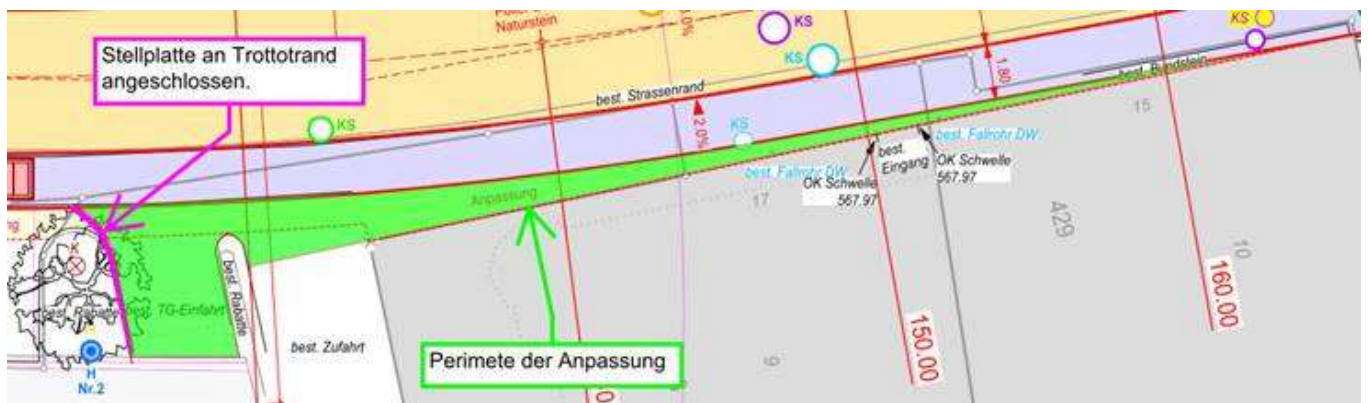 Naturstein
KS
KS
Stellplatte an Trottotrand
angeschlossen.
best. Strassenrand
1.80
best. Bundstein
KS
2.0%
KS
15
best. Fallrohr DW
best. Fallrohr DW
best.
Eingang
OK Schwelle
567.97
OK Schwelle
567.97
Anpassung
17
429
10
best. Rabatte
best. TG-Einfahrt
best. Rabatte
best. Zufahrt
Perimete der Anpassung
H
Nr.2
9
150.00
160.00